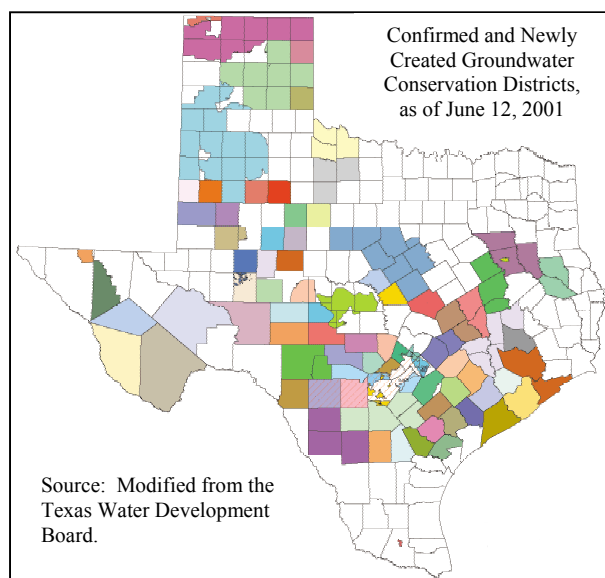 Confirmed and Newly
Created Groundwater
Conservation Districts,
as of June 12, 2001
Source:  Modified from the
Texas Water Development
Board.